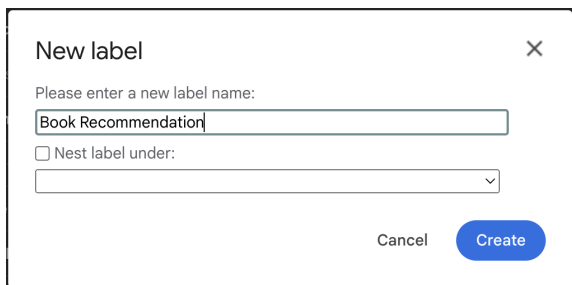 New label
Please enter a new label name:
Book Recommendation
Nest label under:
Cancel Create